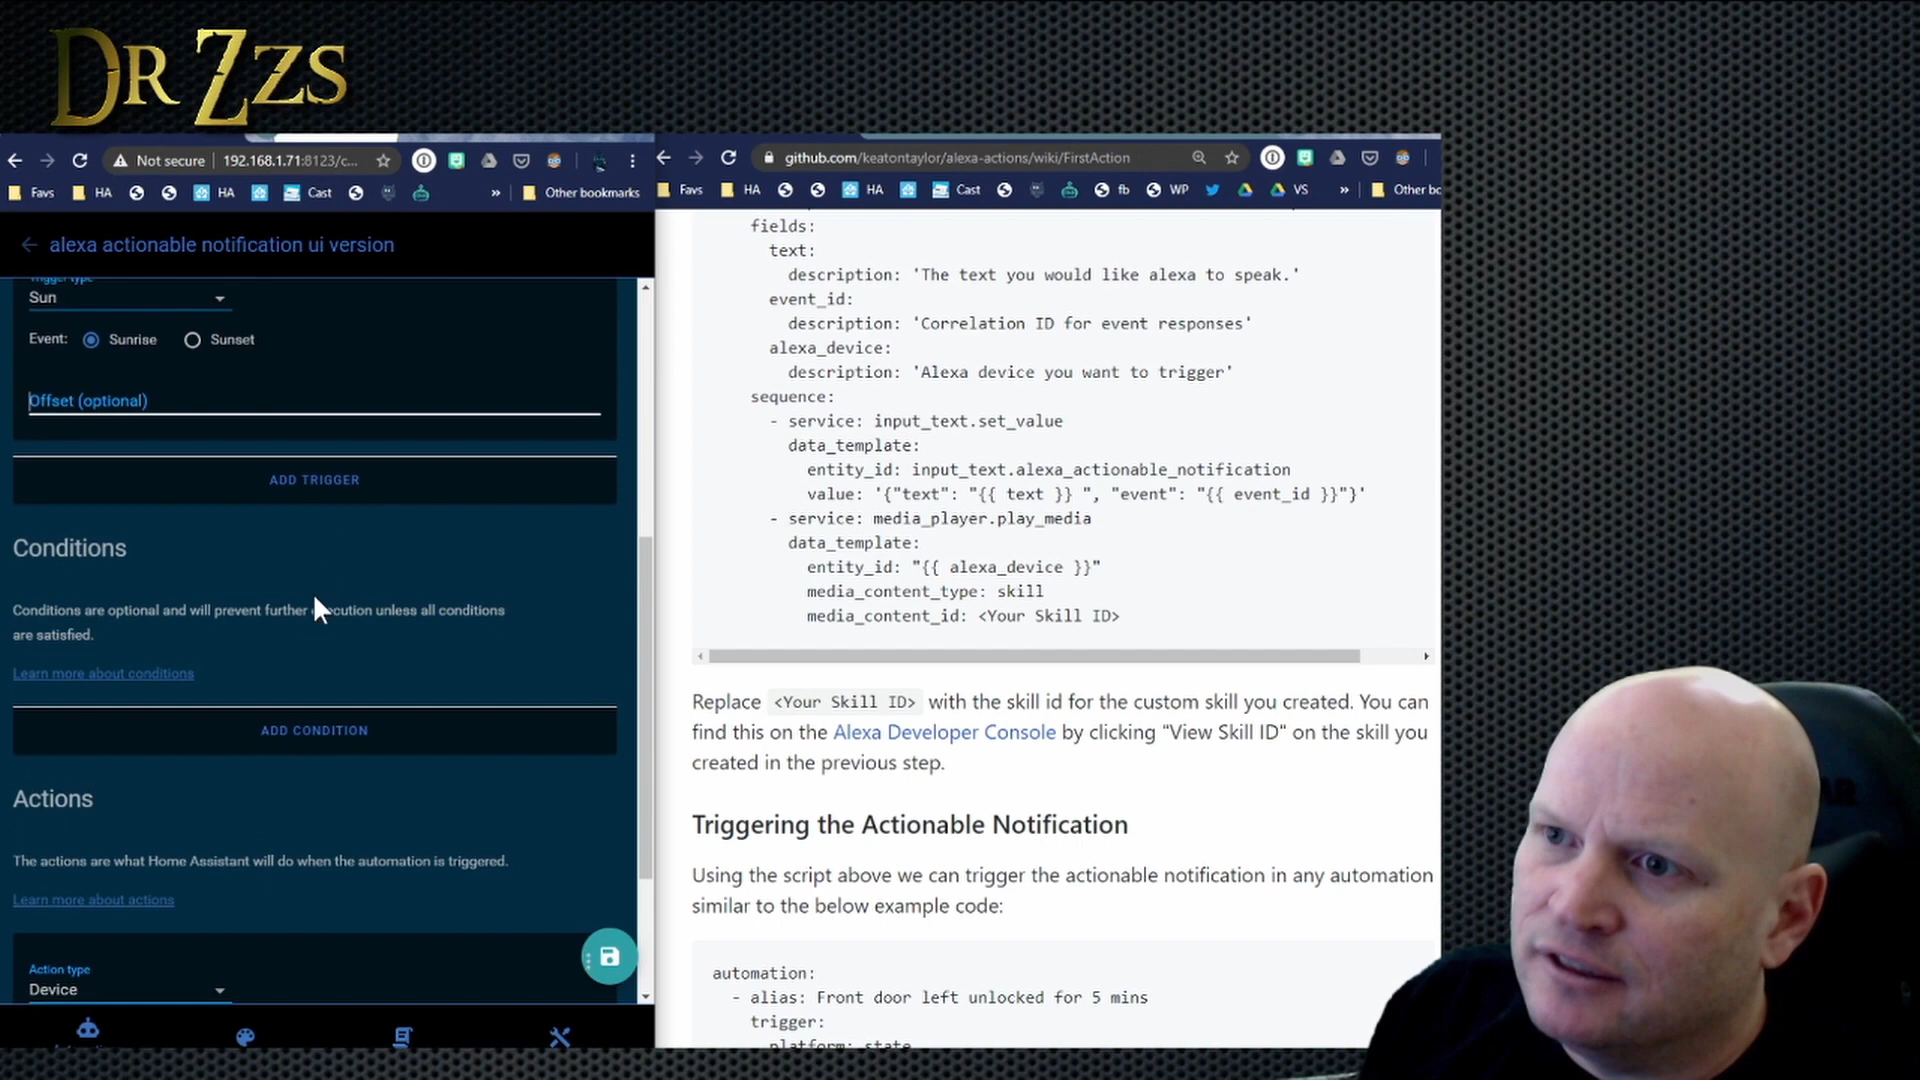 DR ZZS
Not secure | 192.168.1.71:8123/c...
Favs HA HA Cast » Other bookmarks
alexa actionable notification ui version
Trigger type
Sun
Event: Sunrise Sunset
Offset (optional)
ADD TRIGGER
Conditions
Conditions are optional and will prevent further execution unless all conditions
are satisfied.
Learn more about conditions
ADD CONDITION
Actions
The actions are what Home Assistant will do when the automation is triggered.
Learn more about actions
Action type
Device
github.com/keatontaylor/alexa-actions/wiki/FirstAction
Favs HA HA Cast fb WP VS » Other bo
fields:
text:
description: 'The text you would like alexa to speak.'
event_id:
description: 'Correlation ID for event responses'
alexa_device:
description: 'Alexa device you want to trigger'
sequence:
- service: input_text.set_value
data_template:
entity_id: input_text.alexa_actionable_notification
value: '{"text": "{{ text }} ", "event": "{{ event_id }}"}'
- service: media_player.play_media
data_template:
entity_id: "{{ alexa_device }}"
media_content_type: skill
media_content_id: <Your Skill ID>
Replace <Your Skill ID> with the skill id for the custom skill you created. You can
find this on the Alexa Developer Console by clicking "View Skill ID" on the skill you
created in the previous step.
Triggering the Actionable Notification
Using the script above we can trigger the actionable notification in any automation
similar to the below example code:
automation:
- alias: Front door left unlocked for 5 mins
trigger:
platform: state